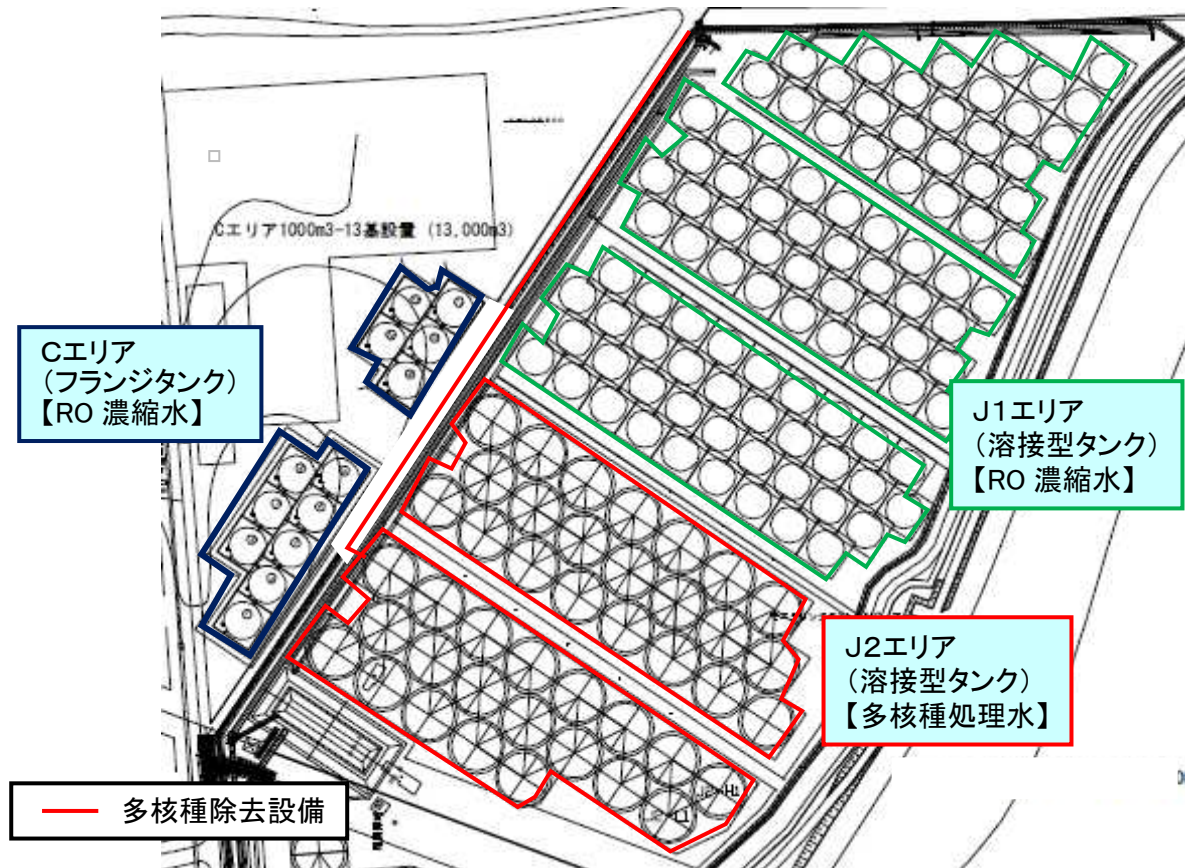 Cエリア1000m3-13基設置 (13,000m3)
Cエリア
（フランジタンク）
【RO 濃縮水】
J1エリア
（溶接型タンク）
【RO 濃縮水】
J2エリア
（溶接型タンク）
【多核種処理水】
多核種除去設備